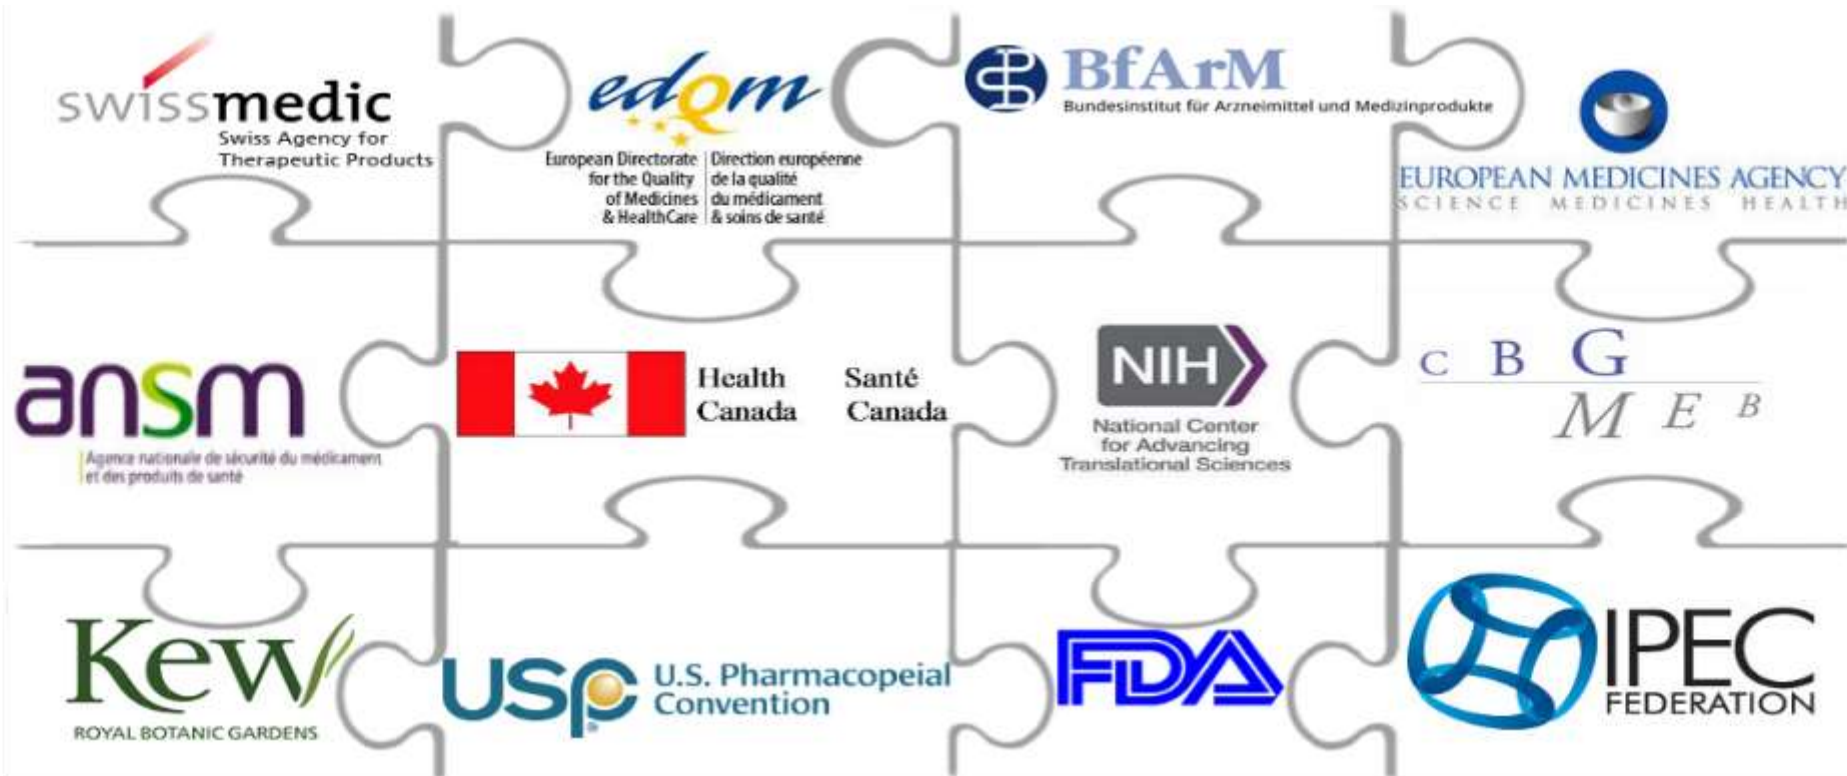 swissmedic
Swiss Agency for
Therapeutic Products
edqm
European Directorate
for the Quality
of Medicines
& HealthCare
Direction européenne
de la qualité
du médicament
& soins de santé
BfArM
Bundesinstitut für Arzneimittel und Medizinprodukte
EUROPEAN MEDICINES AGENCY
SCIENCE MEDICINES HEALTH
ansm
Agence nationale de sécurité du médicament
et des produits de santé
Health Santé
Canada Canada
NIH
National Center
for Advancing
Translational Sciences
C B G
M E B
Kew
ROYAL BOTANIC GARDENS
USP
U.S. Pharmacopeial
Convention
FDA
IPEC
FEDERATION